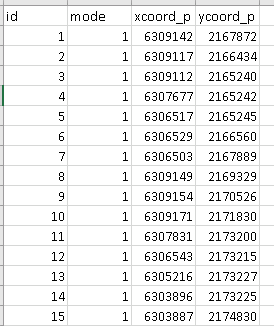 id mode xcoord_p ycoord_p
1 1 6309142 2167872
2 1 6309117 2166434
3 1 6309112 2165240
4 1 6307677 2165242
5 1 6306517 2165245
6 1 6306529 2166560
7 1 6306503 2167889
8 1 6309149 2169329
9 1 6309154 2170526
10 1 6309171 2171830
11 1 6307831 2173200
12 1 6306543 2173215
13 1 6305216 2173227
14 1 6303896 2173225
15 1 6303887 2174830